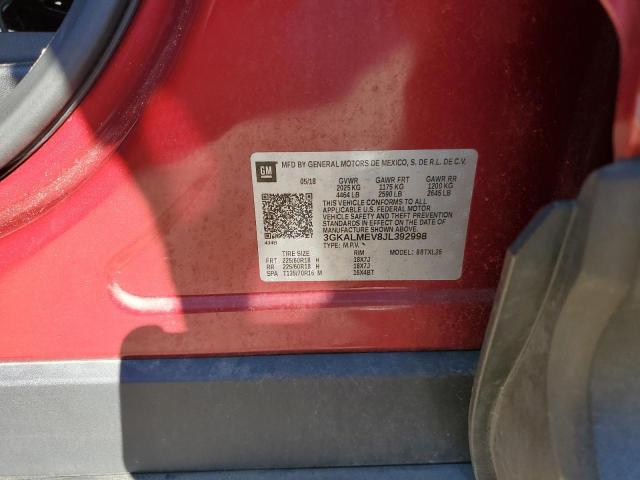 GM MFD BY GENERAL MOTORS DE MEXICO, S. DE R.L. DE C.V.
05/18 GVWR GAWR FRT GAWR RR
2025 KG 1175 KG 1200 KG
4464 LB 2590 LB 2645 LB
THIS VEHICLE CONFORMS TO ALL
APPLICABLE U.S. FEDERAL MOTOR
VEHICLE SAFETY AND THEFT PREVENTION
STANDARDS IN EFFECT ON THE DATE OF
MANUFACTURE SHOWN ABOVE.
3GKALMEV8JL392998
TYPE: M.P.V.
TIRE SIZE RIM MODEL:
FRT 225/60R18 H 18X7J
RR 225/60R18 H 18X7J
SPA T135/70R16 M 16X4BT